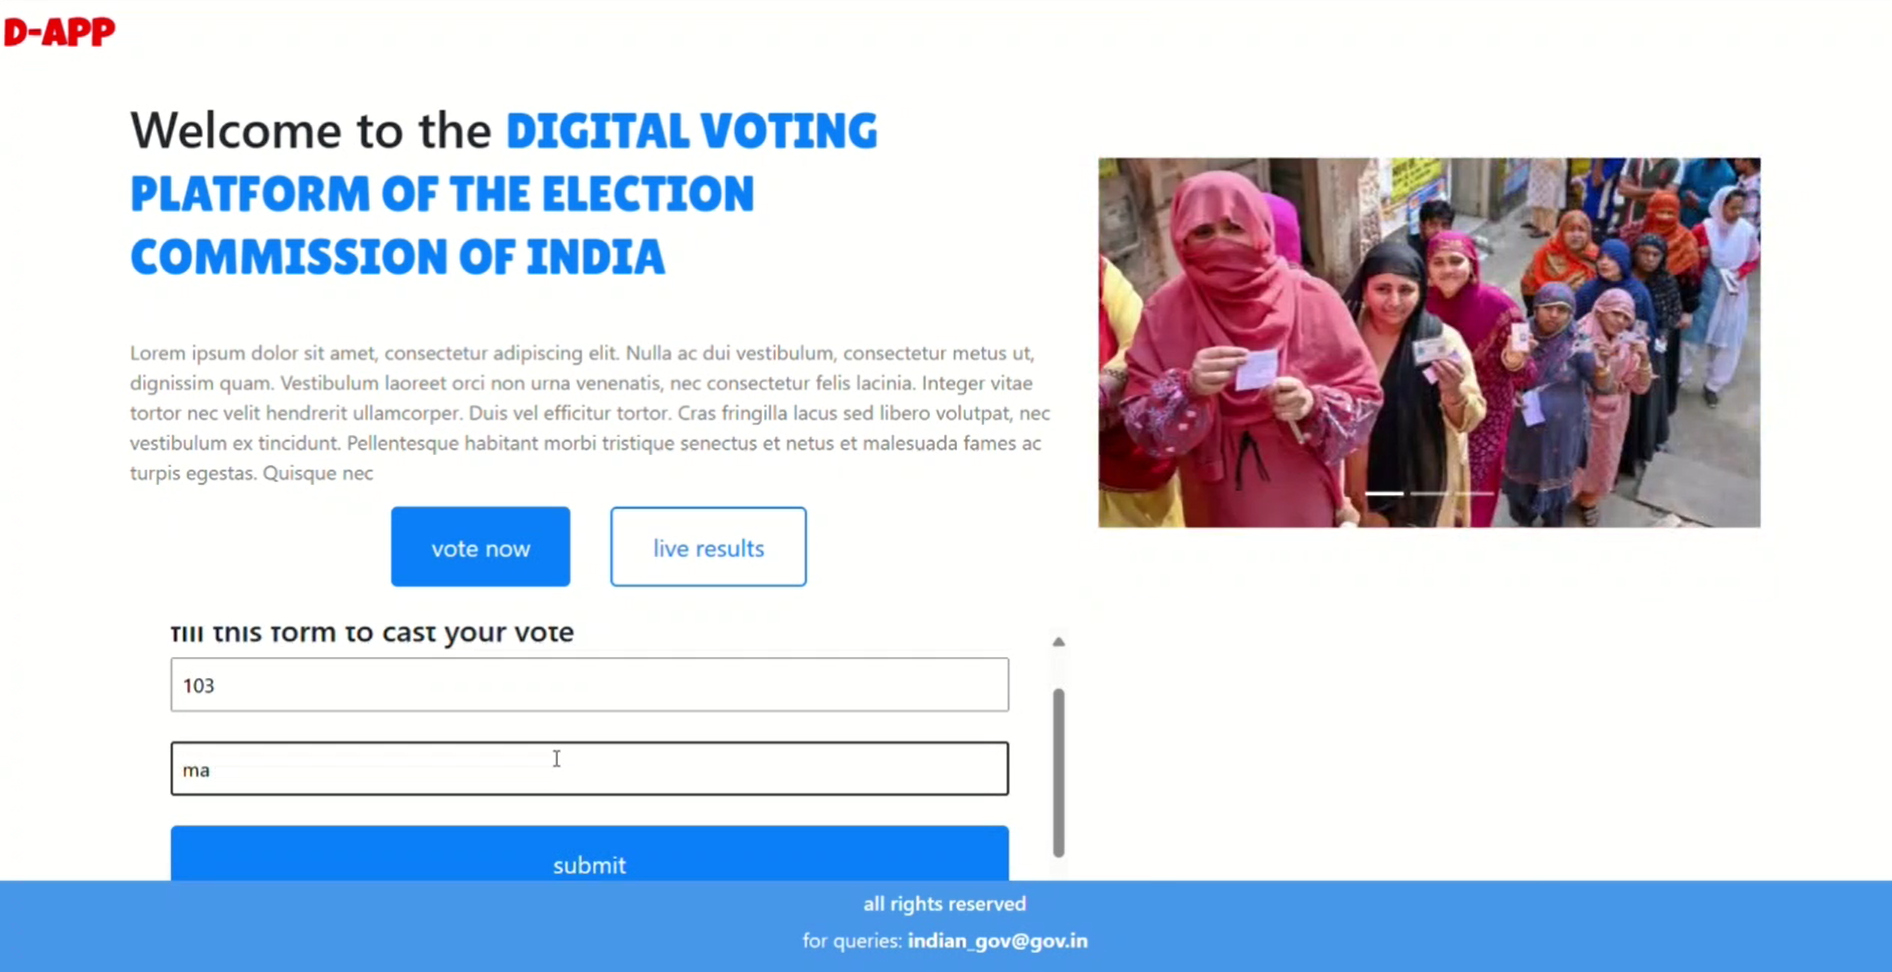 D-APP
Welcome to the DIGITAL VOTING
PLATFORM OF THE ELECTION
COMMISSION OF INDIA
Lorem ipsum dolor sit amet, consectetur adipiscing elit. Nulla ac dui vestibulum, consectetur metus ut,
dignissim quam. Vestibulum laoreet orci non urna venenatis, nec consectetur felis lacinia. Integer vitae
tortor nec velit hendrerit ullamcorper. Duis vel efficitur tortor. Cras fringilla lacus sed libero volutpat, nec
vestibulum ex tincidunt. Pellentesque habitant morbi tristique senectus et netus et malesuada fames ac
turpis egestas. Quisque nec
vote now
live results
fill this form to cast your vote
103
ma
submit
all rights reserved
for queries: indian_gov@gov.in